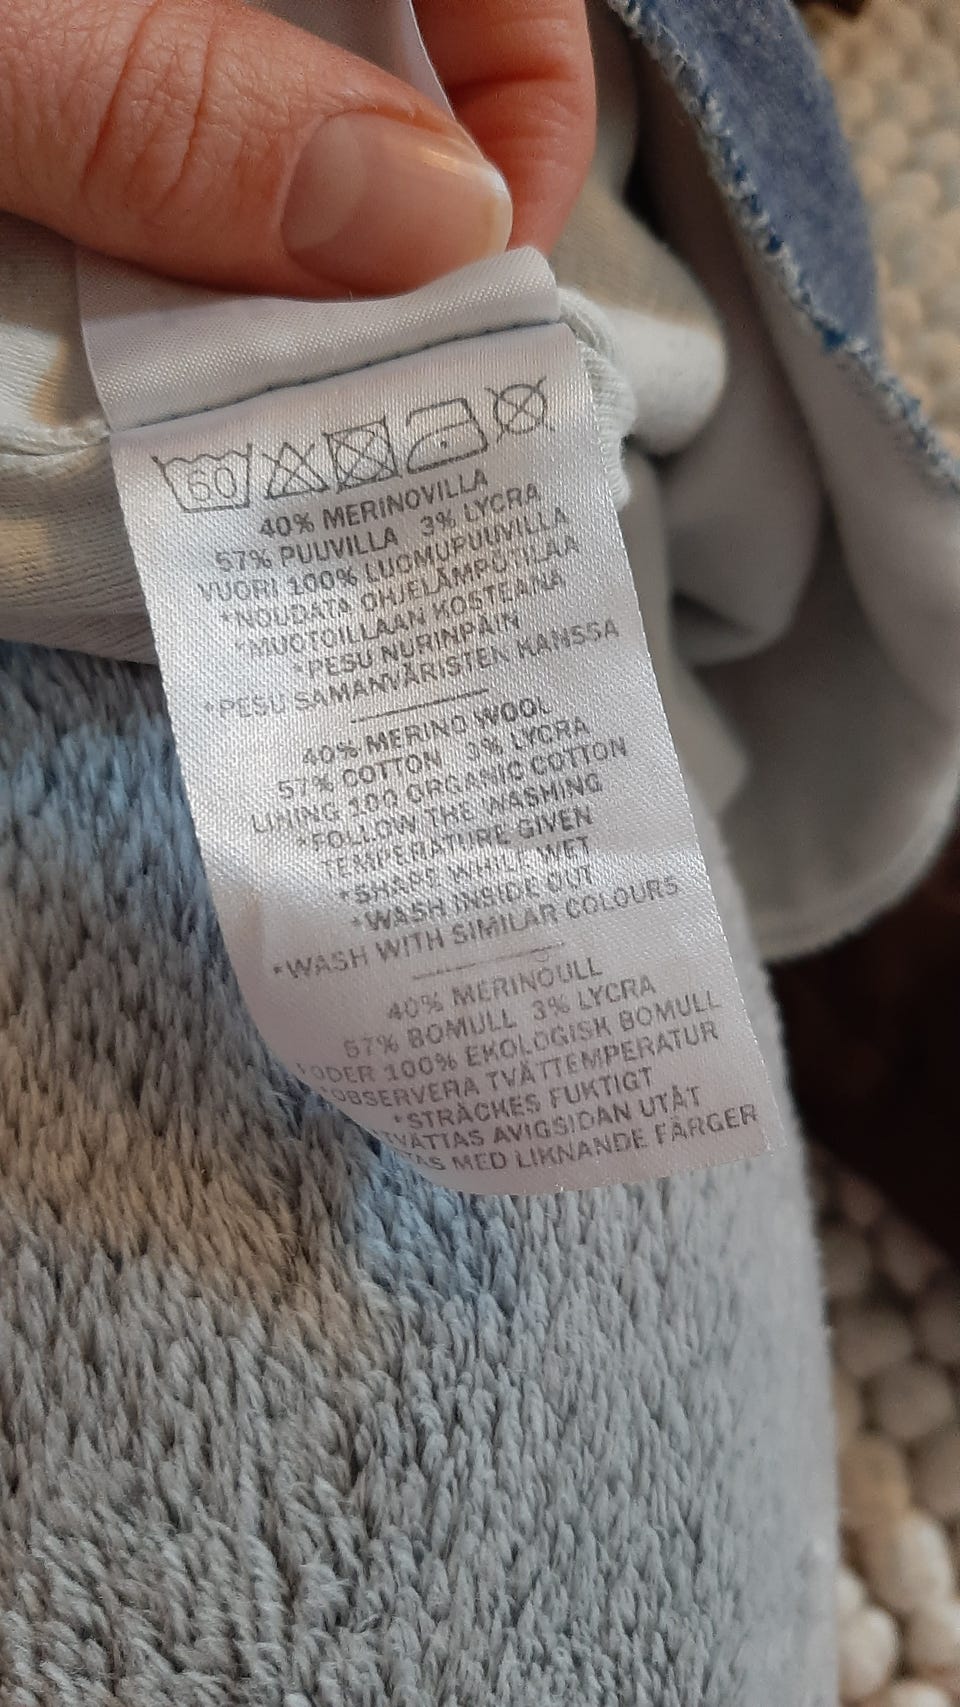 60
40% MERINOVILLA
57% PUUVILLA 3% LYCRA
VUORI 100% LUOMUPUUVILLA
*NOUDATA OHJELÄMPÖTILAA
*MUOTOILLAAN KOSTEANA
*PESU NURINPÄIN
*PESU SAMANVÄRISTEN KANSSA
40% MERINO WOOL
57% COTTON 3% LYCRA
LINING 100 ORGANIC COTTON
*FOLLOW THE WASHING
TEMPERATURE GIVEN
*SHAPE WHILE WET
*WASH INSIDE OUT
*WASH WITH SIMILAR COLOURS
40% MERINOULL
57% BOMULL 3% LYCRA
FODER 100% EKOLOGISK BOMULL
OBSERVERA TVÄTTEMPERATUR
*STRÄCKES FUKTIGT
VÄTTAS AVIGSIDAN UTÅT
TAS MED LIKNANDE FÄRGER